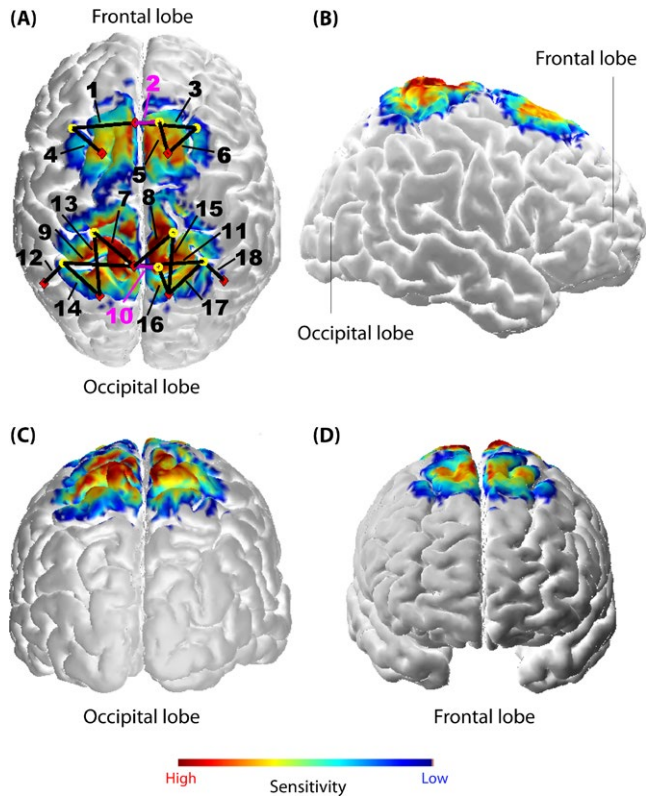 (A)
Frontal lobe
1
2
3
4
5
6
7
8
13
15
9
11
12
18
14
10
16
17
Occipital lobe
(B)
Frontal lobe
Occipital lobe
(C)
Occipital lobe
(D)
Frontal lobe
High
Sensitivity
Low